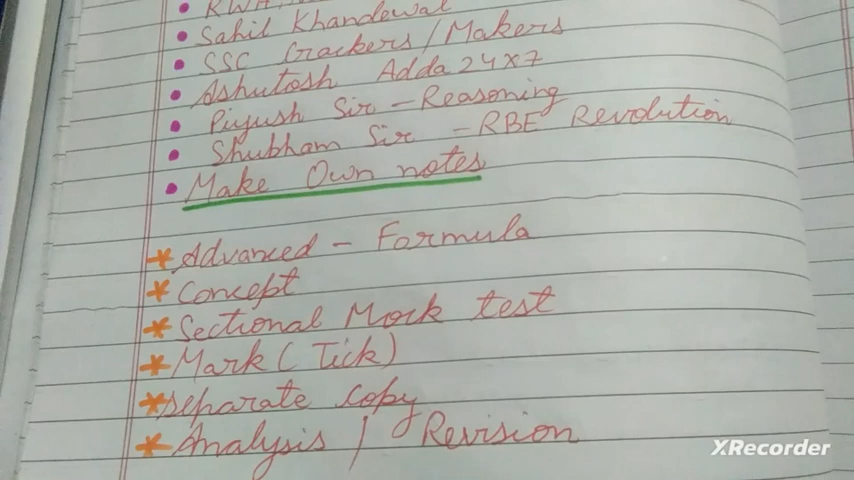 Sahil Khandewal
SSC Crackers/Makers
Ashutosh Adda 24x7
Piyush Sir - Reasoning
Shubham Sir - RBE Revolution
Make Own notes
Advanced - Formula
Concept
Sectional Mock test
Mark ( Tick )
Separate Copy
Analysis / Revision
XRecorder